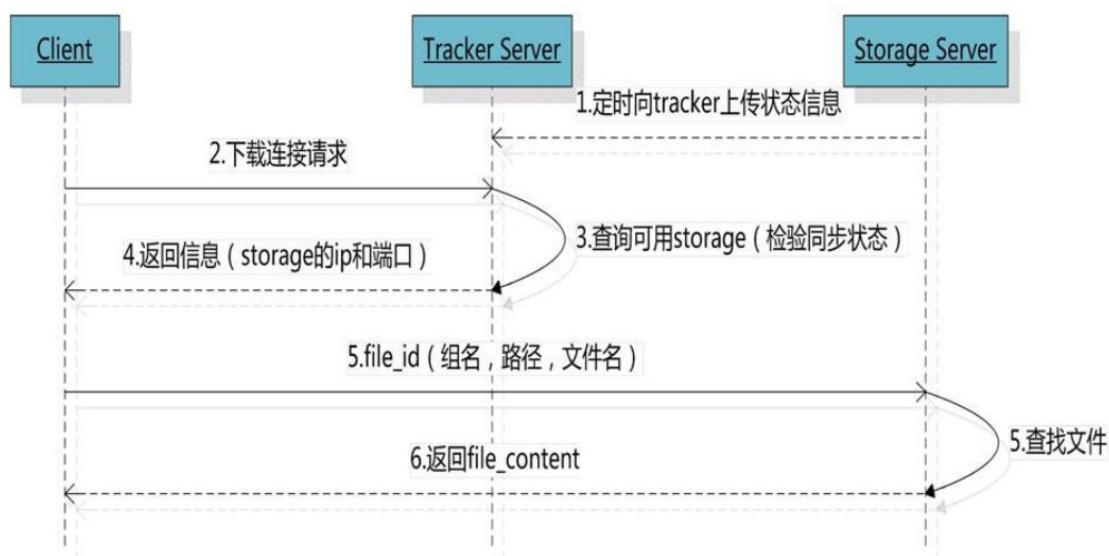 Client
Tracker Server
Storage Server
1.定时向tracker上传状态信息
2.下载连接请求
3.查询可用storage（检验同步状态）
4.返回信息（storage的ip和端口）
5.file_id（组名，路径，文件名）
5.查找文件
6.返回file_content